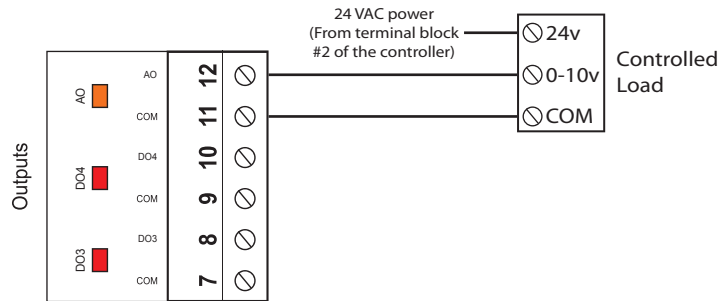 24 VAC power
(From terminal block
#2 of the controller)
24v
0-10v
COM
Controlled
Load
Outputs
AO
AO
12
COM
11
DO4
DO4
10
COM
9
DO3
DO3
8
COM
7